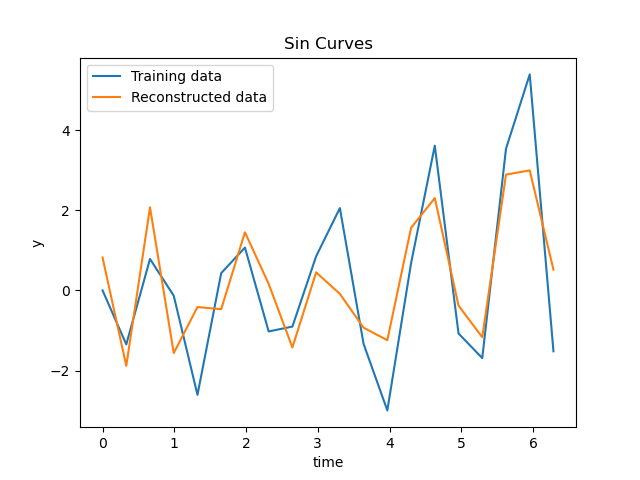 Sin Curves
Training data
Reconstructed data
4
2
0
−2
y
0 1 2 3 4 5 6
time